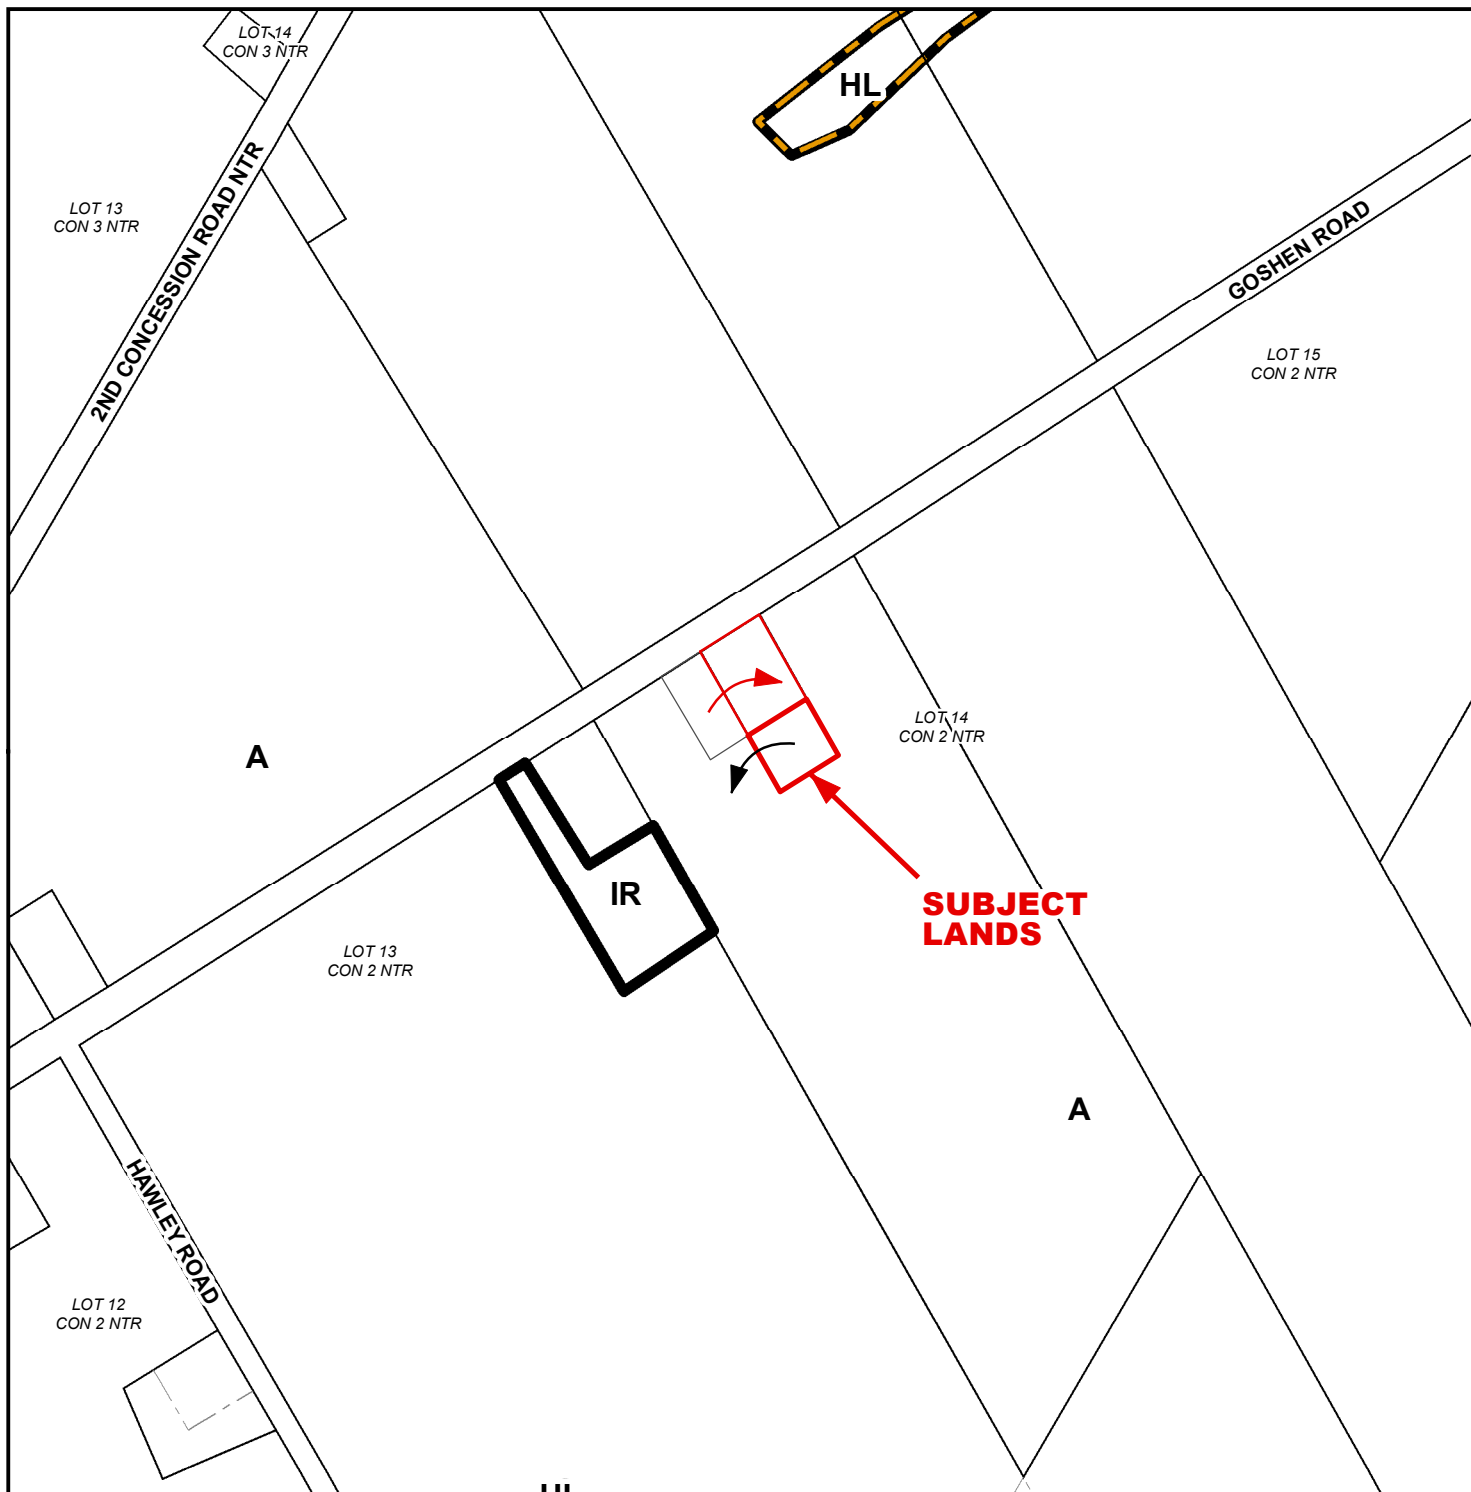 LOT 14
CON 3 NTR
HL
2ND CONCESSION ROAD NTR
LOT 13
CON 3 NTR
GOSHEN ROAD
LOT 15
CON 2 NTR
LOT 14
CON 2 NTR
A
IR
SUBJECT
LANDS
LOT 13
CON 2 NTR
A
HAWLEY ROAD
LOT 12
CON 2 NTR